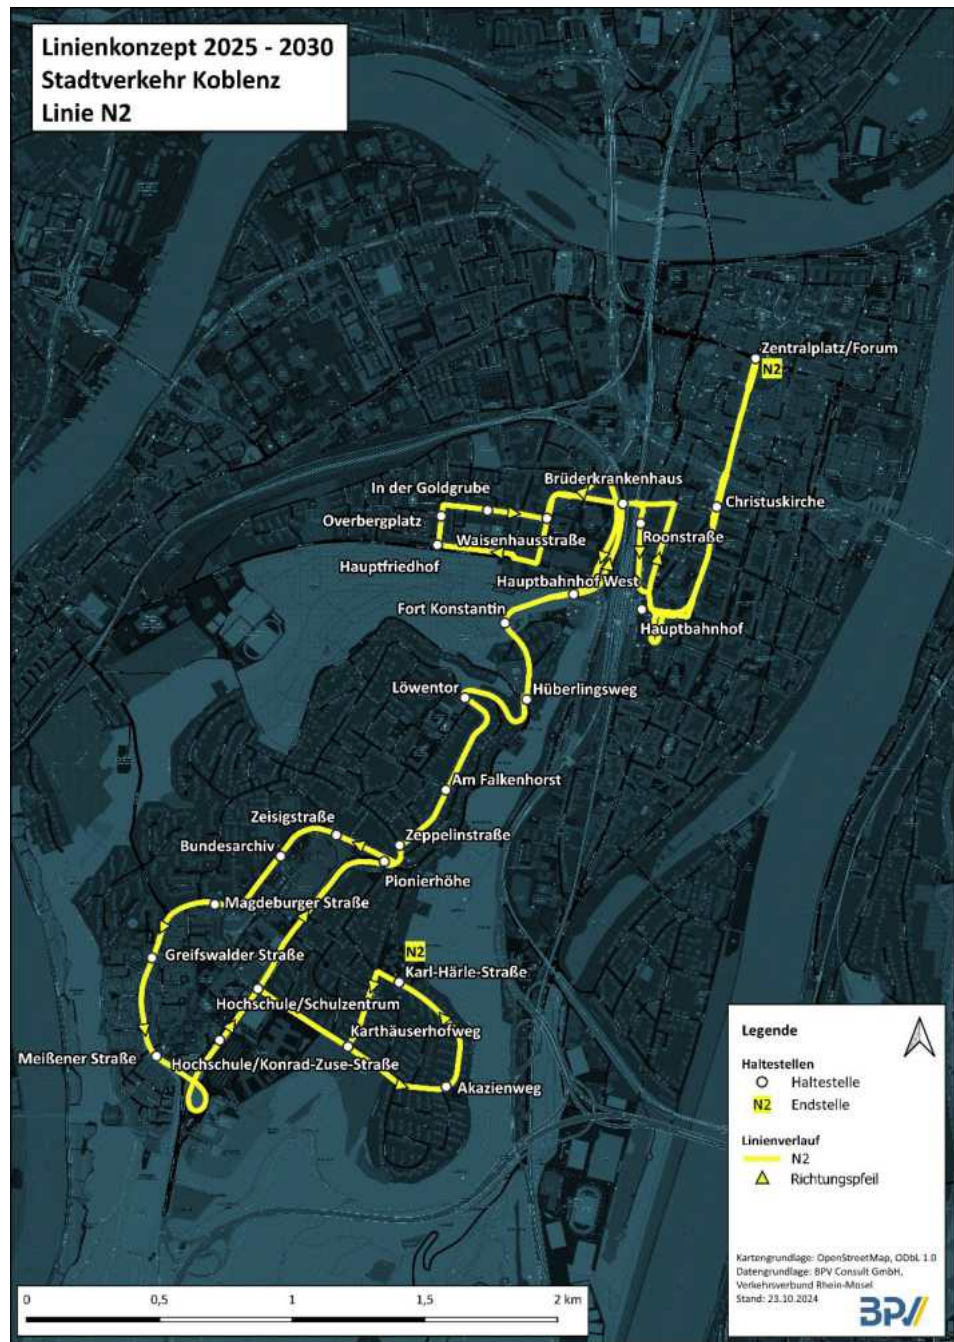 Linienkonzept 2025 - 2030
Stadtverkehr Koblenz
Linie N2
Zentralplatz/Forum
N2
Brüderkrankenhaus
In der Goldgrube
Christuskirche
Overbergplatz
Waisenhausstraße
Roonstraße
Hauptfriedhof
Hauptbahnhof West
Fort Konstantin
Hauptbahnhof
Löwentor
Hüberlingsweg
Am Falkenhorst
Zeisigstraße
Zeppelinstraße
Bundesarchiv
Pionierhöhe
Magdeburger Straße
N2
Greifswalder Straße
Karl-Härle-Straße
Hochschule/Schulzentrum
Karthäuserhofweg
Meißener Straße
Hochschule/Konrad-Zuse-Straße
Akazienweg
Legende
Haltestellen
Haltestelle
N2 Endstelle
Linienverlauf
N2
Richtungspfeil
Kartengrundlage: OpenStreetMap, ODbL 1.0
Datengrundlage: BPV Consult GmbH,
Verkehrsverbund Rhein-Mosel
Stand: 23.10.2024
BPV
0 0,5 1 1,5 2 km